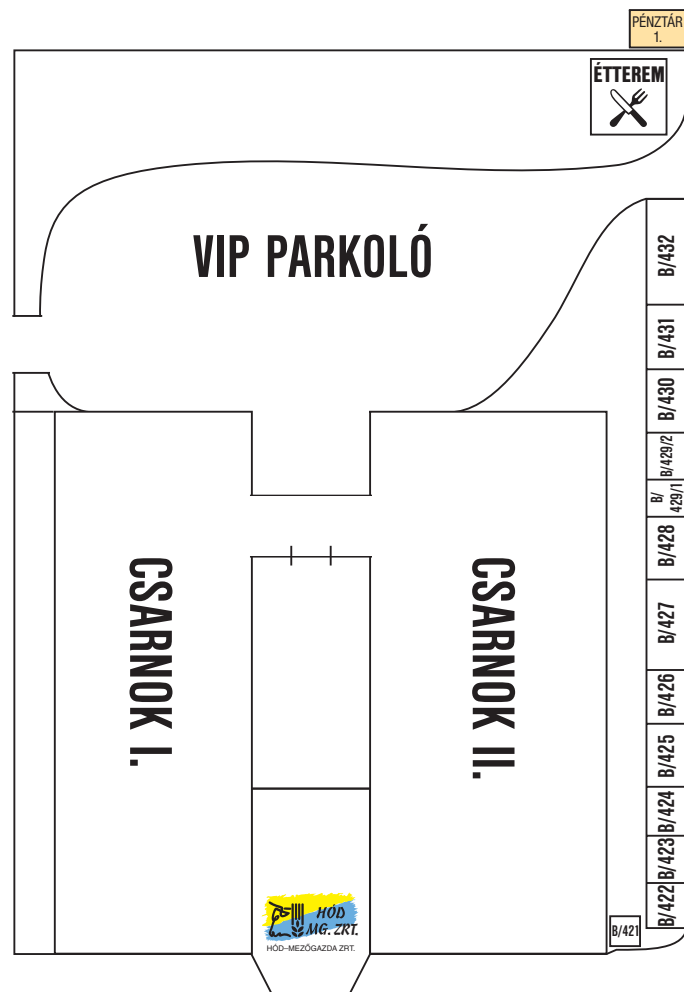 PÉNZTÁR
1.
ÉTTEREM
VIP PARKOLÓ
B/432
B/431
B/430
B/429/2
B/
429/1
B/428
B/427
B/426
B/425
B/424
B/423
B/422
B/421
CSARNOK I.
CSARNOK II.
HÓD
MG. ZRT.
HÓD–MEZŐGAZDA ZRT.